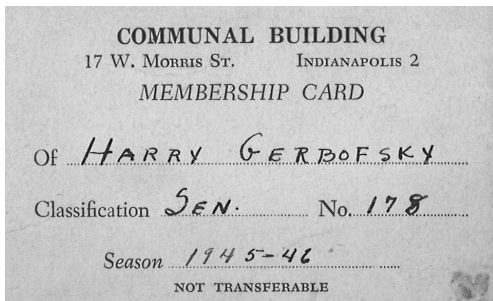 COMMUNAL BUILDING
17 W. MORRIS ST. INDIANAPOLIS 2
MEMBERSHIP CARD
Of HARRY GERBOFSKY
Classification SEN. No. 178
Season 1945-46
NOT TRANSFERABLE